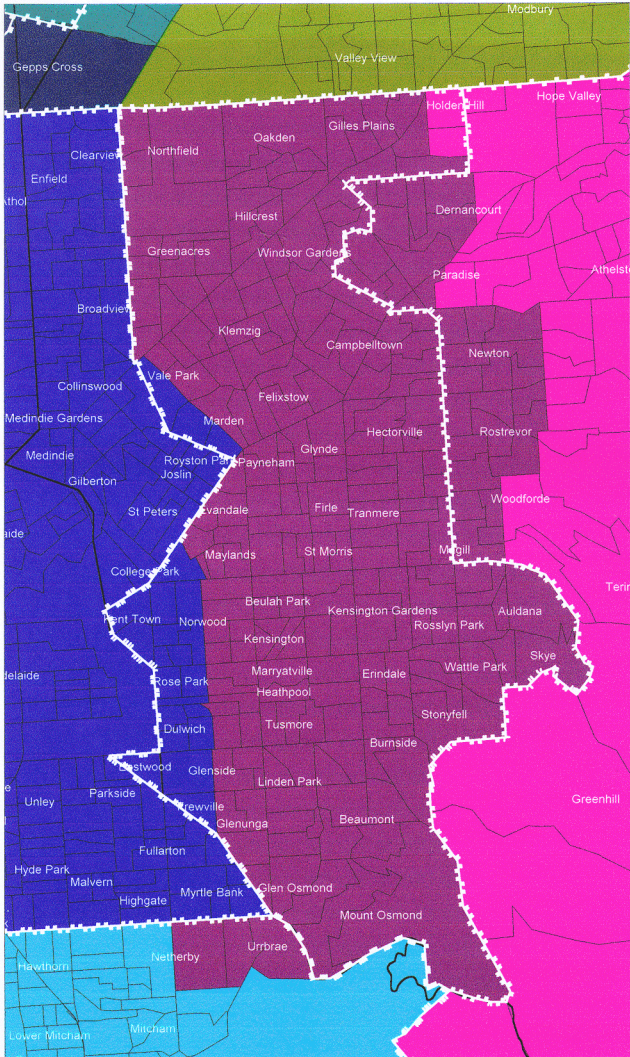 Modbury
Valley View
Gepps Cross
Hope Valley
Holden Hill
Gilles Plains
Oakden
Northfield
Clearview
Enfield
Athol
Dernancourt
Hillcrest
Greenacres
Windsor Gardens
Paradise
Athelst
Broadview
Klemzig
Campbelltown
Newton
Vale Park
Collinswood
Felixstow
Medindie Gardens
Marden
Hectorville
Rostrevor
Glynde
Medindie
Royston Park
Payneham
Joslin
Gilberton
Woodforde
St Peters
Evandale
Firle
Tranmere
aide
Maylands
St Morris
Magill
College Park
Terin
Beulah Park
Kensington Gardens
Auldana
Kent Town
Norwood
Rosslyn Park
Kensington
Skye
Marryatville
Wattle Park
Erindale
delaide
Rose Park
Heathpool
Stonyfell
Tusmore
Dulwich
Burnside
Eastwood
Glenside
Linden Park
e
Parkside
Unley
Frewville
Greenhill
Glenunga
Beaumont
Fullarton
Hyde Park
Malvern
Myrtle Bank
Glen Osmond
Highgate
Mount Osmond
Urrbrae
Netherby
Hawthorn
Mitcham
Lower Mitcham